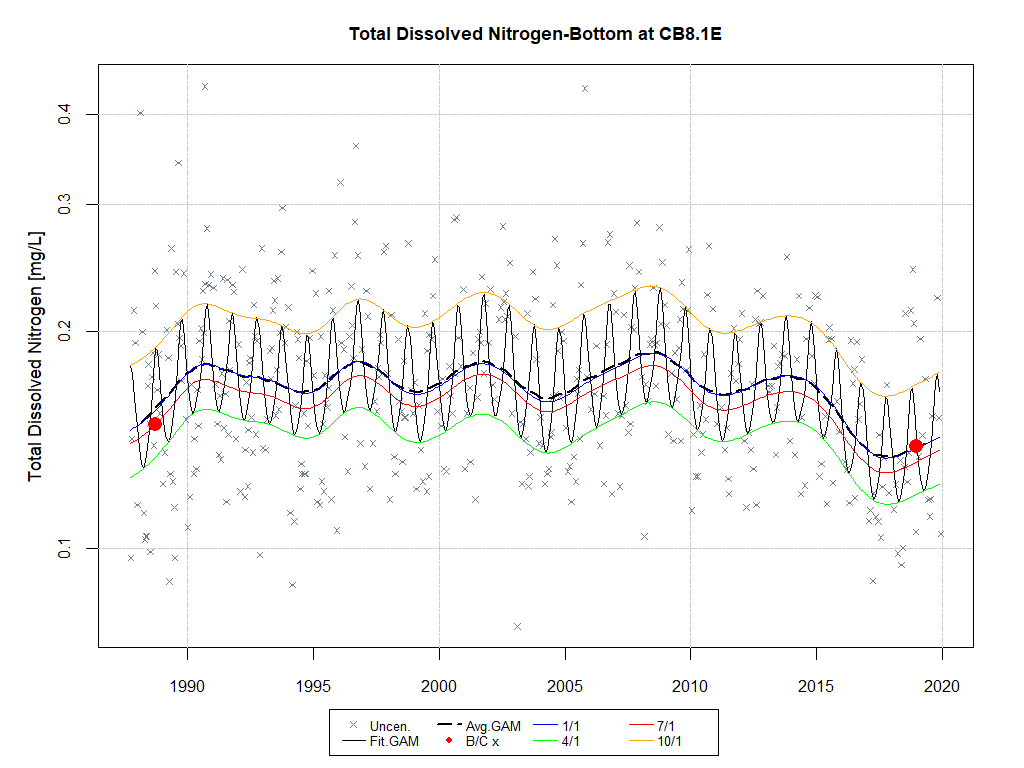 Total Dissolved Nitrogen-Bottom at CB8.1E
Total Dissolved Nitrogen [mg/L]
0.4
0.3
0.2
0.1
1990 1995 2000 2005 2010 2015 2020
Uncen. Avg.GAM 1/1 7/1
Fit.GAM B/C x 4/1 10/1